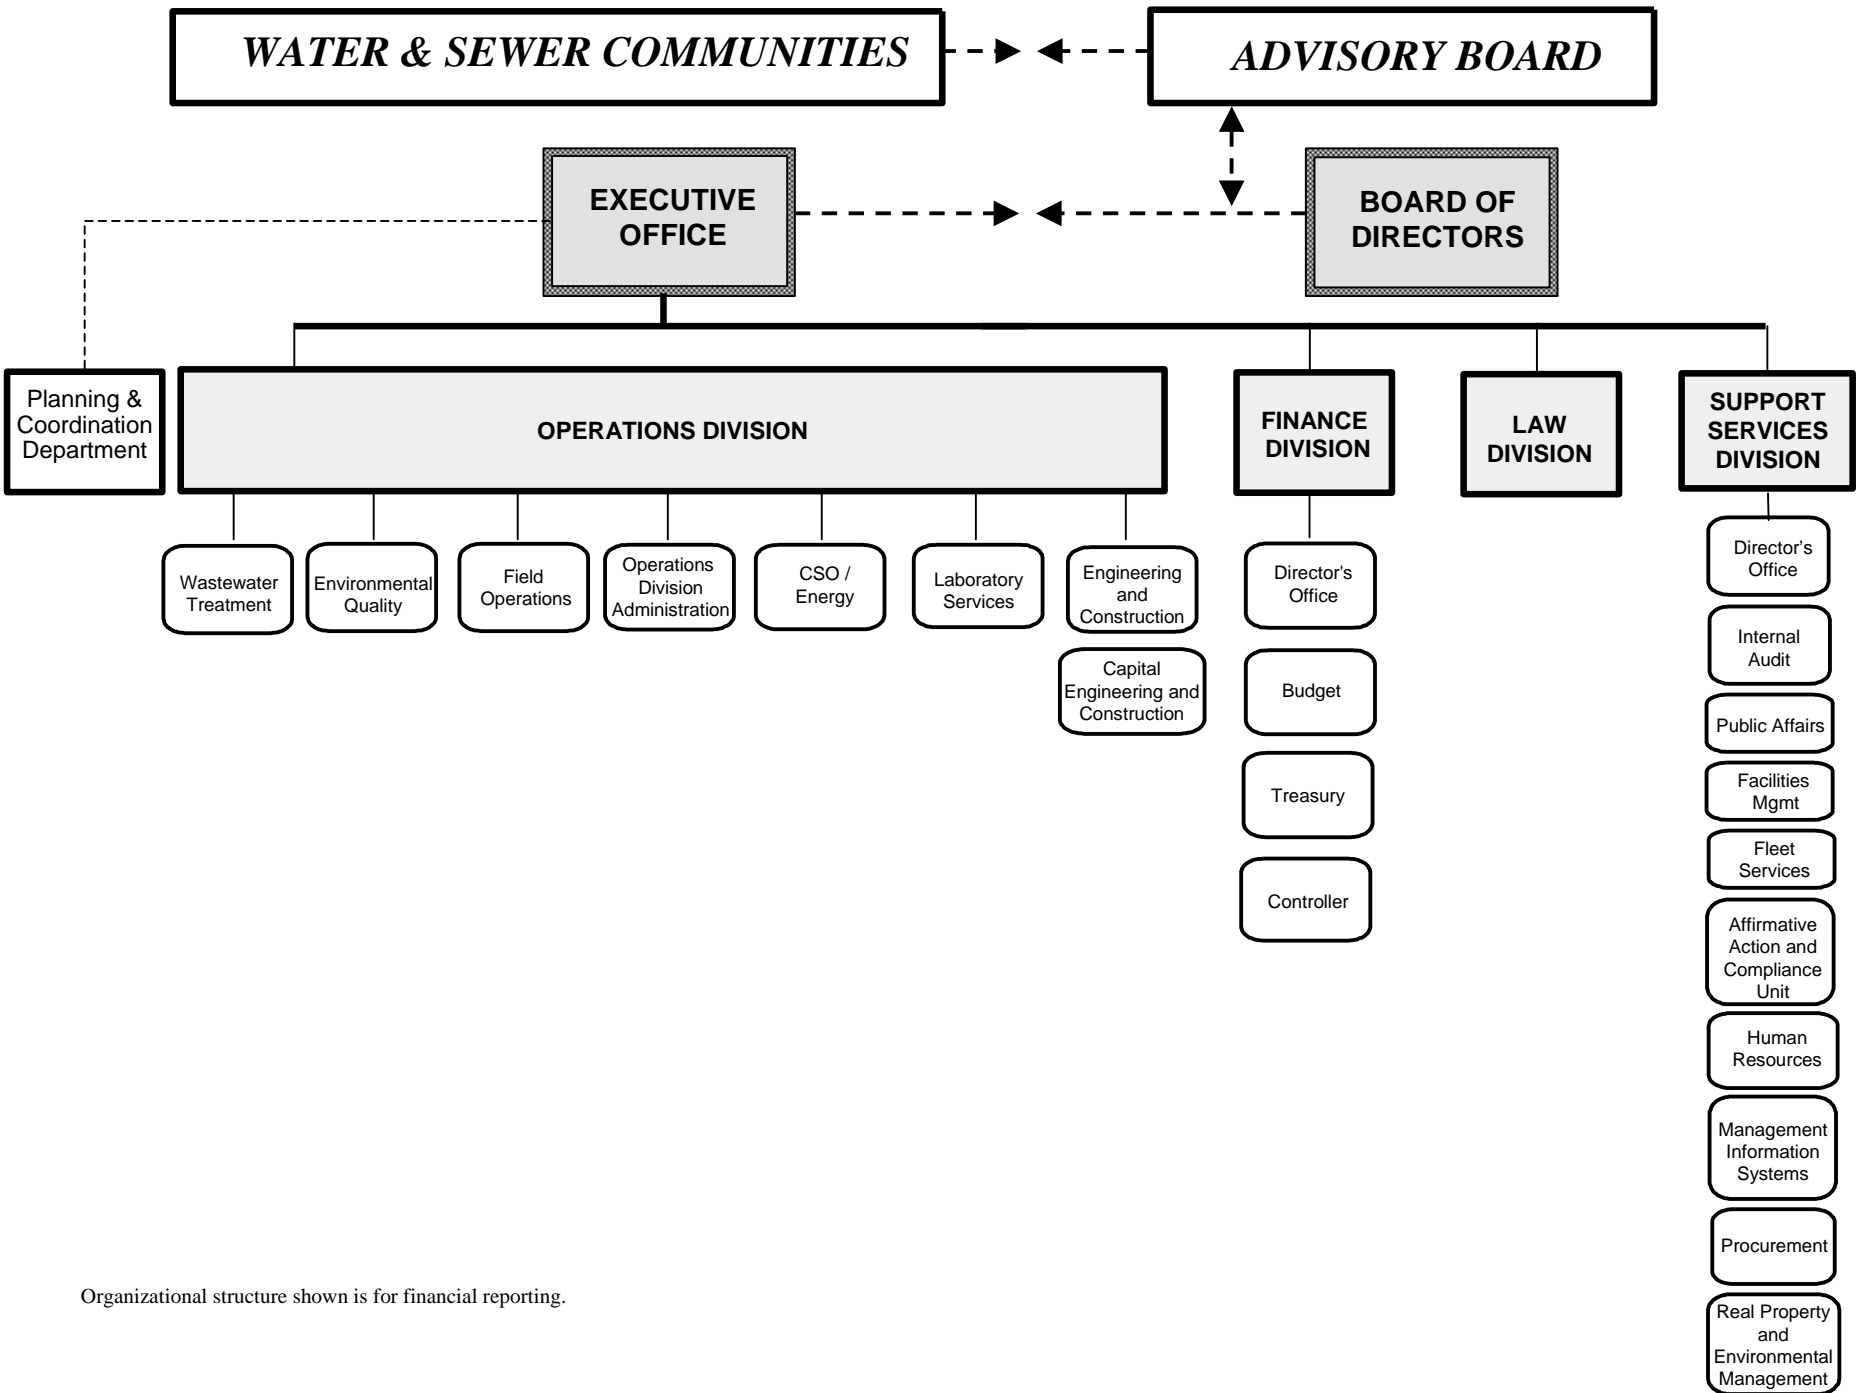 WATER & SEWER COMMUNITIES
ADVISORY BOARD
EXECUTIVE
OFFICE
BOARD OF
DIRECTORS
Planning &
Coordination
Department
OPERATIONS DIVISION
FINANCE
DIVISION
LAW
DIVISION
SUPPORT
SERVICES
DIVISION
Wastewater
Treatment
Environmental
Quality
Field
Operations
Operations
Division
Administration
CSO /
Energy
Laboratory
Services
Engineering
and
Construction
Capital
Engineering and
Construction
Director's
Office
Budget
Treasury
Controller
Director's
Office
Internal
Audit
Public Affairs
Facilities
Mgmt
Fleet
Services
Affirmative
Action and
Compliance
Unit
Human
Resources
Management
Information
Systems
Procurement
Real Property
and
Environmental
Management
Organizational structure shown is for financial reporting.